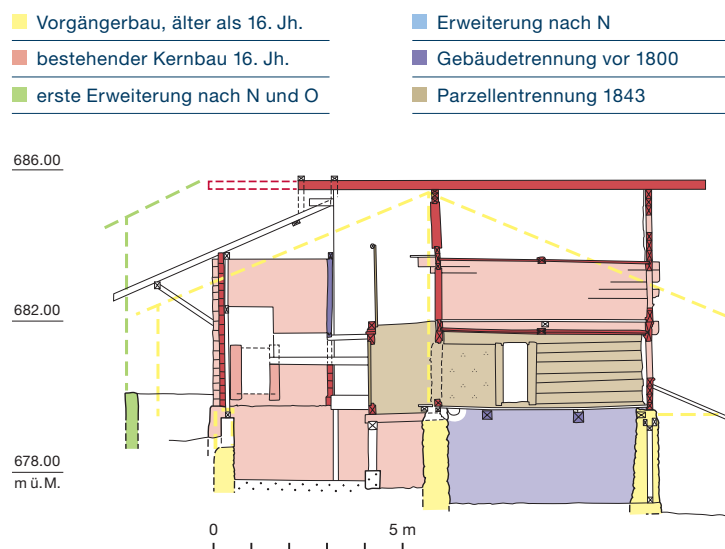 Vorgängerbau, älter als 16. Jh.
bestehender Kernbau 16. Jh.
erste Erweiterung nach N und O
Erweiterung nach N
Gebäudetrennung vor 1800
Parzellentrennung 1843
686.00
682.00
678.00
m ü. M.
0 5 m